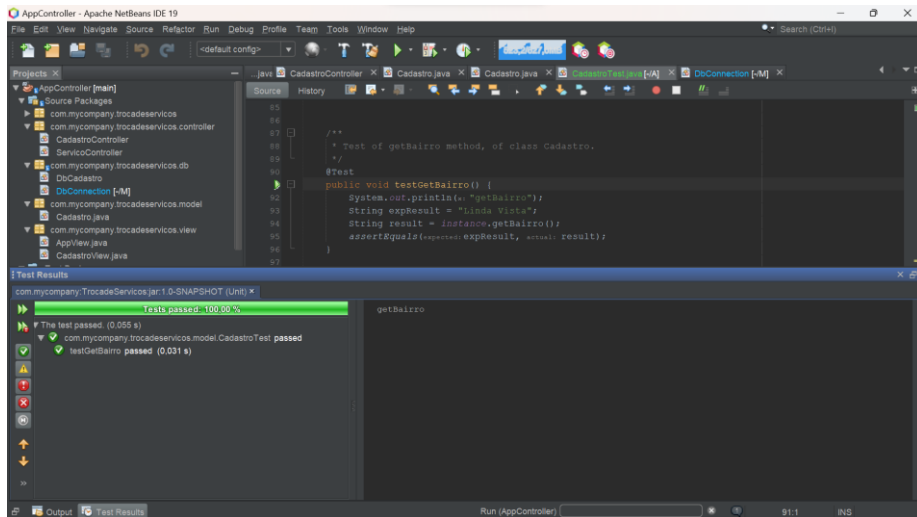 AppController - Apache NetBeans IDE 19
File Edit View Navigate Source Refactor Run Debug Profile Team Tools Window Help
Search (Ctrl+I)
<default config>
Projects
...java CadastroController Cadastro.java Cadastro.java CadastroTest.java [-/A] DbConnection [-/M]
AppController [main]
Source Packages
com.mycompany.trocadeservicos
com.mycompany.trocadeservicos.controller
CadastroController
ServicoController
com.mycompany.trocadeservicos.db
DbCadastro
DbConnection [-/M]
com.mycompany.trocadeservicos.model
Cadastro.java
com.mycompany.trocadeservicos.view
AppView.java
CadastroView.java
Source History
85
86
87 /**
88 * Test of getBairro method, of class Cadastro.
89 */
90 @Test
public void testGetBairro() {
92 System.out.println(x: "getBairro");
93 String expResult = "Linda Vista";
94 String result = instance.getBairro();
95 assertEquals(expected: expResult, actual: result);
96 }
97
Test Results
com.mycompany:TrocadeServicos:jar:1.0-SNAPSHOT (Unit)
Tests passed: 100,00 %
The test passed. (0,055 s)
com.mycompany.trocadeservicos.model.CadastroTest passed
testGetBairro passed (0,031 s)
getBairro
Output Test Results
Run (AppController)
91:1 INS